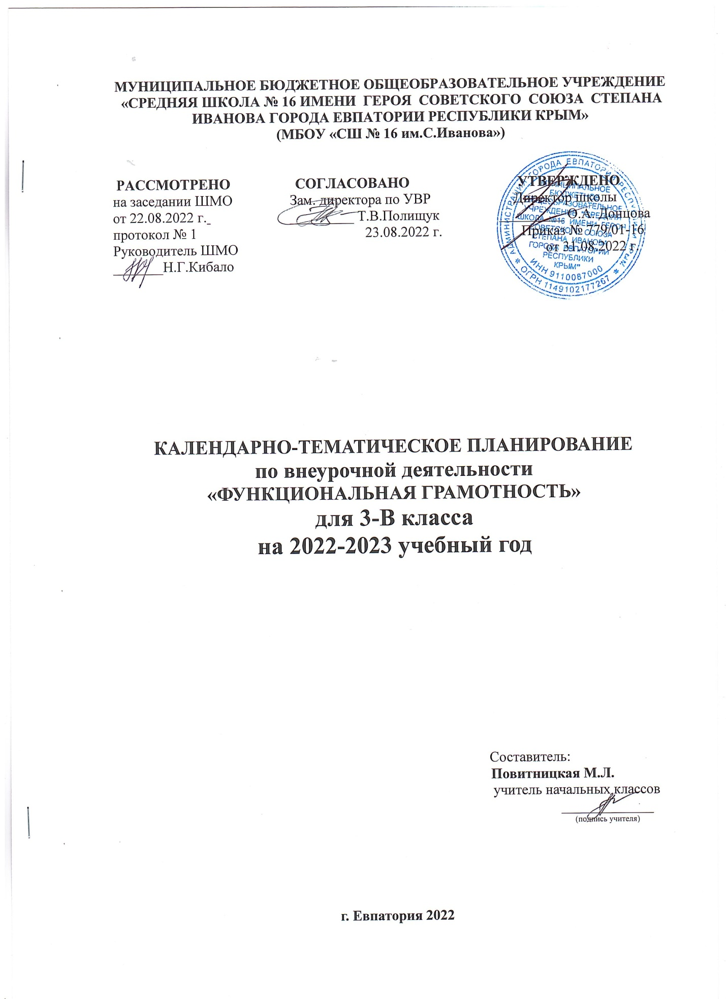 МУНИЦИПАЛЬНОЕ БЮДЖЕТНОЕ ОБЩЕОБРАЗОВАТЕЛЬНОЕ УЧРЕЖДЕНИЕ
«СРЕДНЯЯ ШКОЛА № 16 ИМЕНИ ГЕРОЯ СОВЕТСКОГО СОЮЗА СТЕПАНА
ИВАНОВА ГОРОДА ЕВПАТОРИИ РЕСПУБЛИКИ КРЫМ»
(МБОУ «СШ № 16 им.С.Иванова»)
РАССМОТРЕНО
на заседании ШМО
от 22.08.2022 г.
протокол № 1
Руководитель ШМО
Н.Г.Кибало
СОГЛАСОВАНО
Зам. директора по УВР
Т.В.Полищук
23.08.2022 г.
УТВЕРЖДЕНО
Директор школы
О.А. Донцова
Приказ № 779/01-16
от 31.08.2022 г.
АДМИНИСТРАЦИЯ ГОРОДА ЕВПАТОРИИ РЕСПУБЛИКИ КРЫМ
МУНИЦИПАЛЬНОЕ
БЮДЖЕТНОЕ
ОБЩЕОБРАЗОВАТЕЛЬНОЕ
УЧРЕЖДЕНИЕ "СРЕДНЯЯ
ШКОЛА №16 ИМЕНИ ГЕРОЯ
СОВЕТСКОГО СОЮЗА
СТЕПАНА ИВАНОВА
ГОРОДА ЕВПАТОРИИ
РЕСПУБЛИКИ
КРЫМ"
ИНН 9110087000
* ОГРН 1149102177267 *
КАЛЕНДАРНО-ТЕМАТИЧЕСКОЕ ПЛАНИРОВАНИЕ
по внеурочной деятельности
«ФУНКЦИОНАЛЬНАЯ ГРАМОТНОСТЬ»
для 3-В класса
на 2022-2023 учебный год
Составитель:
Повитницкая М.Л.
учитель начальных классов
(подпись учителя)
г. Евпатория 2022